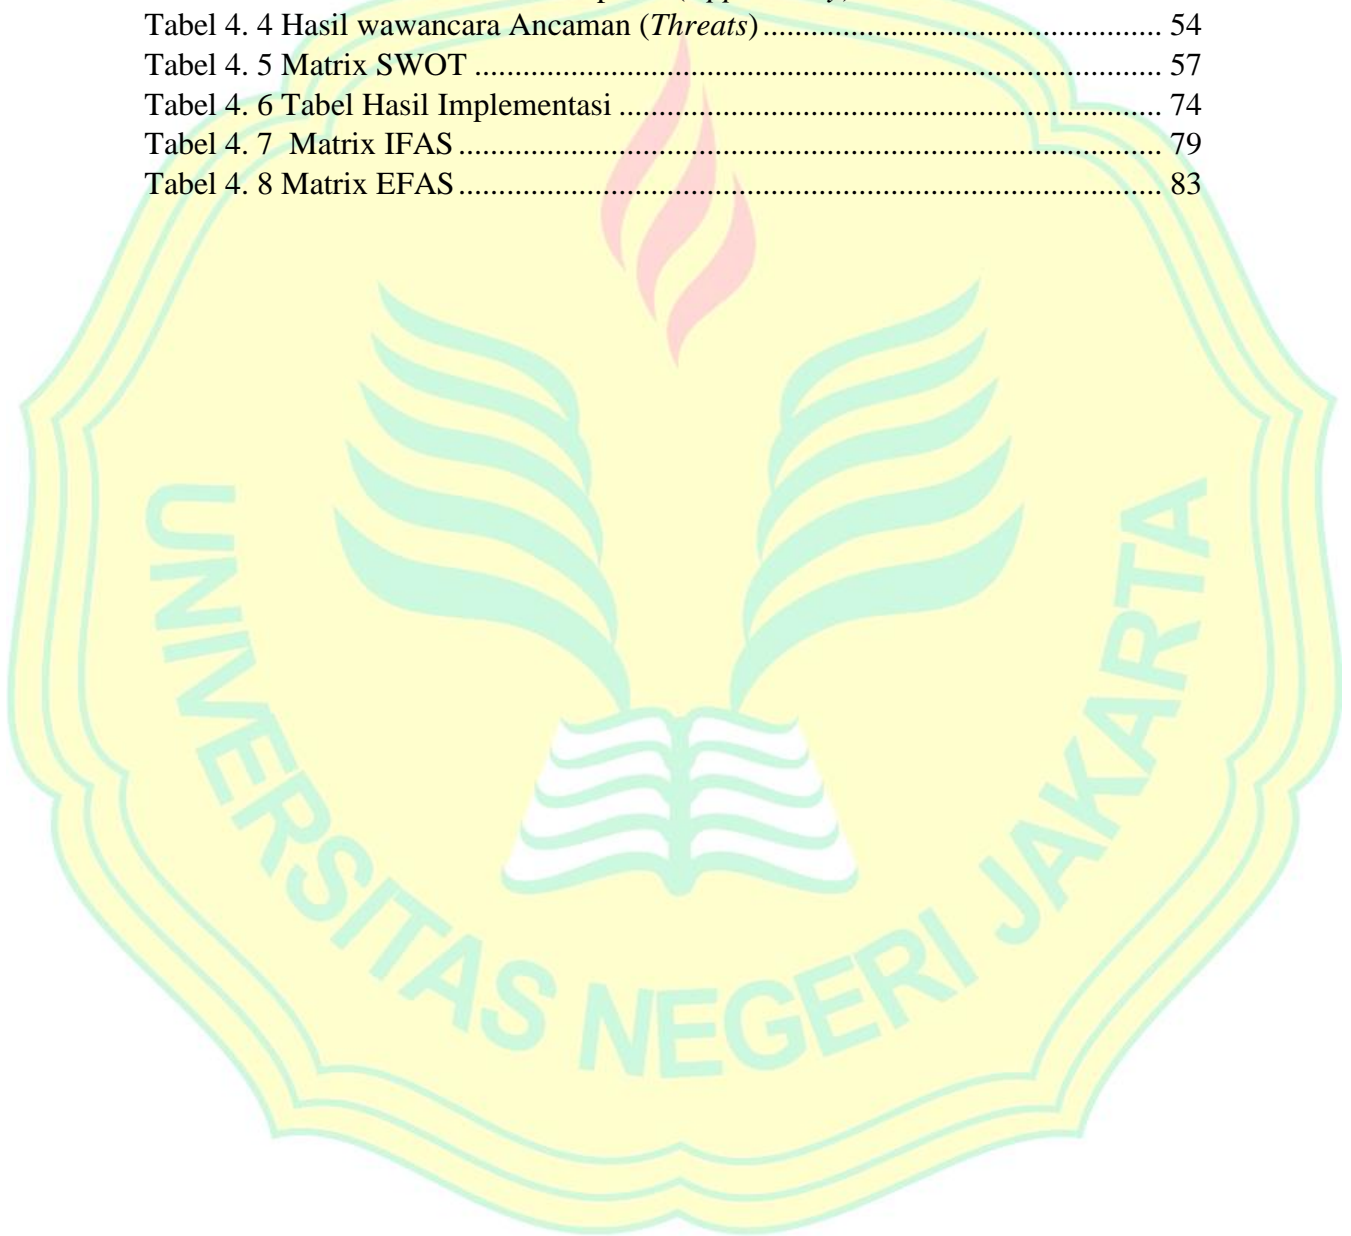 Tabel 4. 4 Hasil wawancara Ancaman (Threats) ................................................ 54
Tabel 4. 5 Matrix SWOT .................................................................................... 57
Tabel 4. 6 Tabel Hasil Implementasi .................................................................. 74
Tabel 4. 7  Matrix IFAS ...................................................................................... 79
Tabel 4. 8 Matrix EFAS ...................................................................................... 83
UNIVERSITAS NEGERI JAKARTA